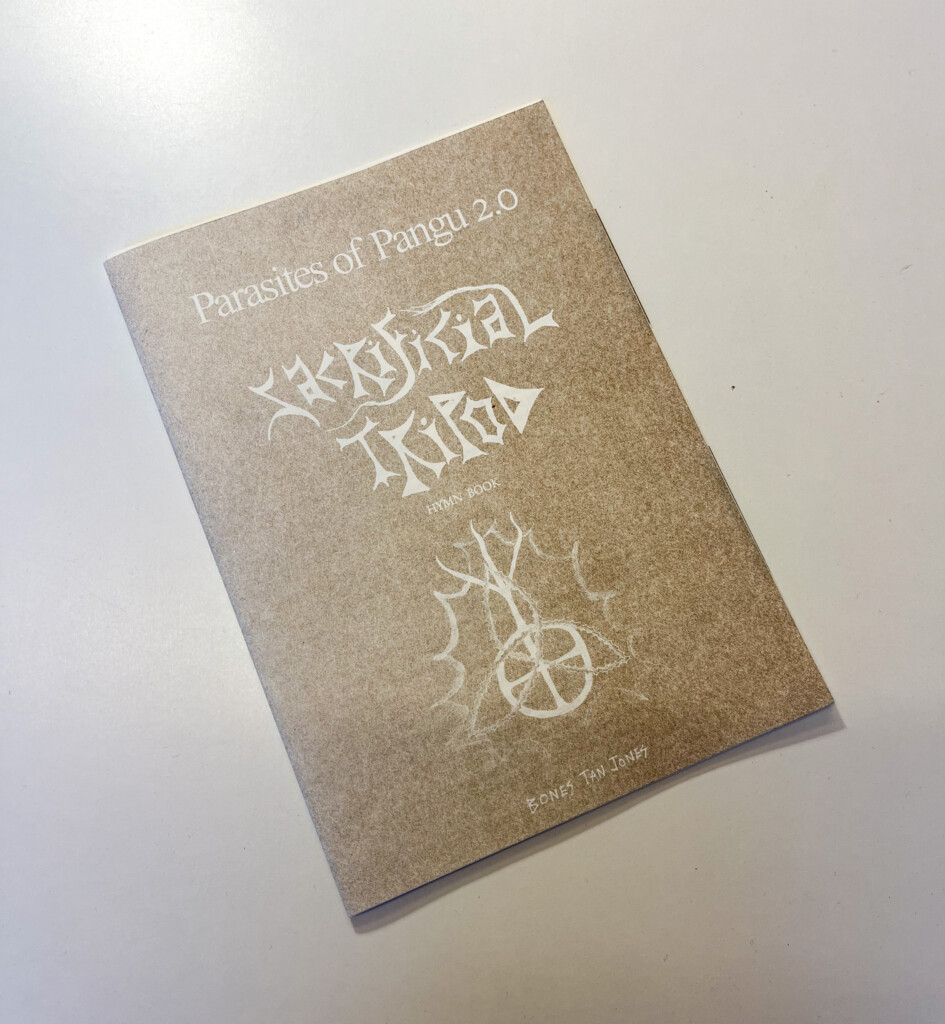 Parasites of Pangu 2.0
SACRIFICIAL
TRIPOD
HYMN BOOK
BONES TAN JONES